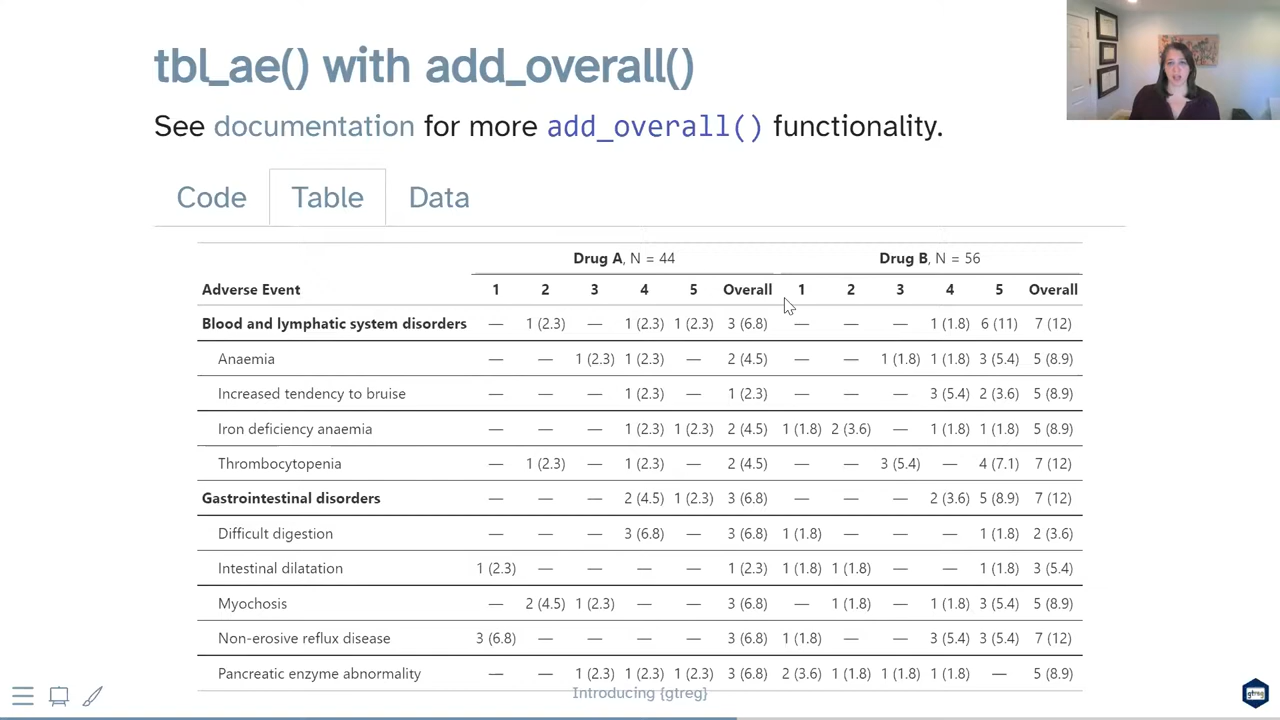 tbl_ae() with add_overall()
See documentation for more add_overall() functionality.
Code Table Data
Drug A, N = 44 Drug B, N = 56
Adverse Event 1 2 3 4 5 Overall 1 2 3 4 5 Overall
Blood and lymphatic system disorders — 1 (2.3) — 1 (2.3) 1 (2.3) 3 (6.8) — — — 1 (1.8) 6 (11) 7 (12)
Anaemia — — 1 (2.3) 1 (2.3) — 2 (4.5) — — 1 (1.8) 1 (1.8) 3 (5.4) 5 (8.9)
Increased tendency to bruise — — — 1 (2.3) — 1 (2.3) — — — 3 (5.4) 2 (3.6) 5 (8.9)
Iron deficiency anaemia — — — 1 (2.3) 1 (2.3) 2 (4.5) 1 (1.8) 2 (3.6) — 1 (1.8) 1 (1.8) 5 (8.9)
Thrombocytopenia — 1 (2.3) — 1 (2.3) — 2 (4.5) — — 3 (5.4) — 4 (7.1) 7 (12)
Gastrointestinal disorders — — — 2 (4.5) 1 (2.3) 3 (6.8) — — — 2 (3.6) 5 (8.9) 7 (12)
Difficult digestion — — — 3 (6.8) — 3 (6.8) 1 (1.8) — — — 1 (1.8) 2 (3.6)
Intestinal dilatation 1 (2.3) — — — — 1 (2.3) 1 (1.8) 1 (1.8) — — 1 (1.8) 3 (5.4)
Myochosis — 2 (4.5) 1 (2.3) — — 3 (6.8) — 1 (1.8) — 1 (1.8) 3 (5.4) 5 (8.9)
Non-erosive reflux disease 3 (6.8) — — — — 3 (6.8) 1 (1.8) — — 3 (5.4) 3 (5.4) 7 (12)
Pancreatic enzyme abnormality — — 1 (2.3) 1 (2.3) 1 (2.3) 3 (6.8) 2 (3.6) 1 (1.8) 1 (1.8) 1 (1.8) — 5 (8.9)
Introducing {gtreg}
gtreg